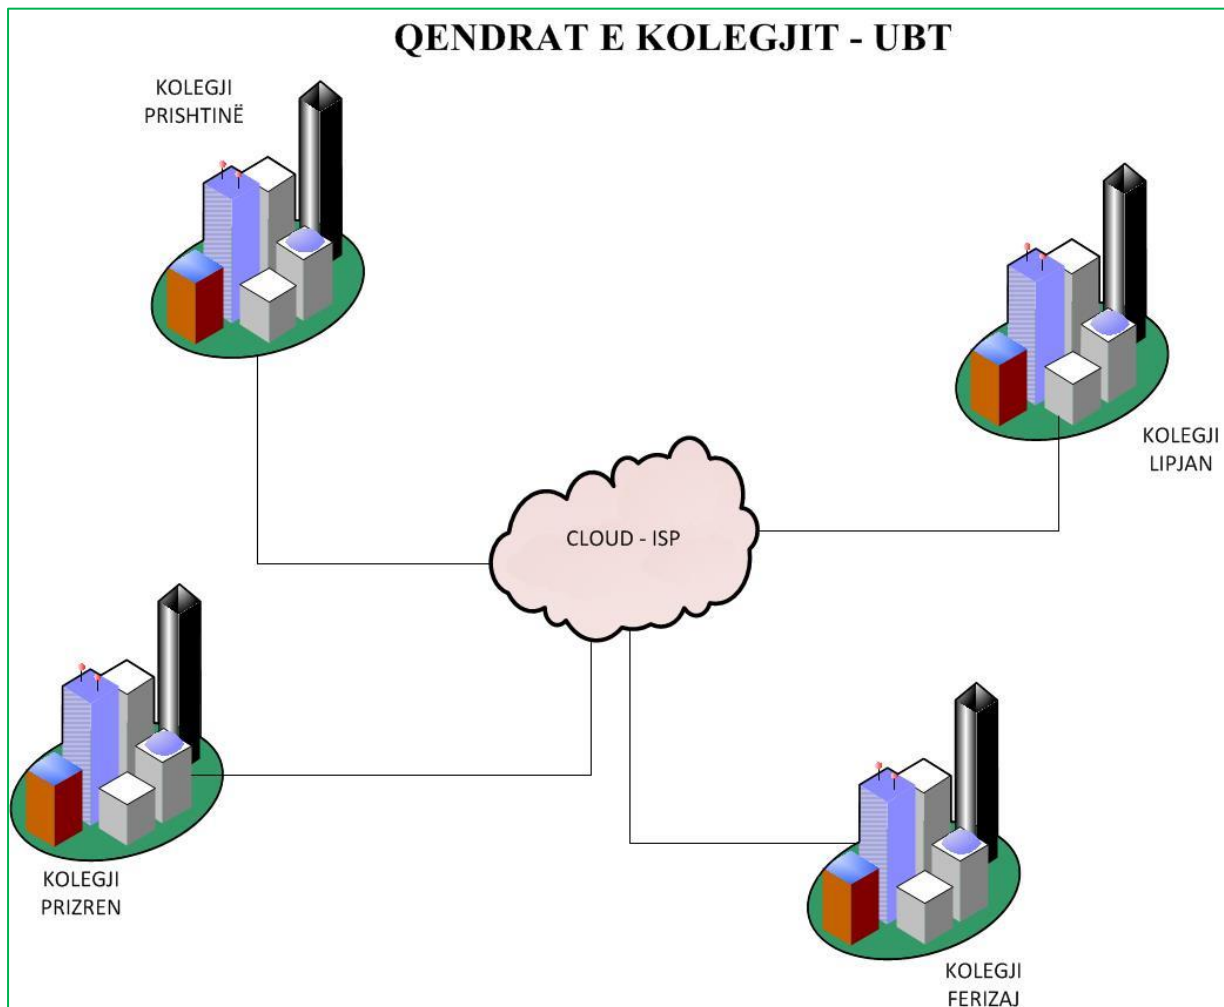 QENDRAT E KOLEGJIT - UBT
KOLEGJI
PRISHTINË
KOLEGJI
LIPJAN
CLOUD - ISP
KOLEGJI
PRIZREN
KOLEGJI
FERIZAJ